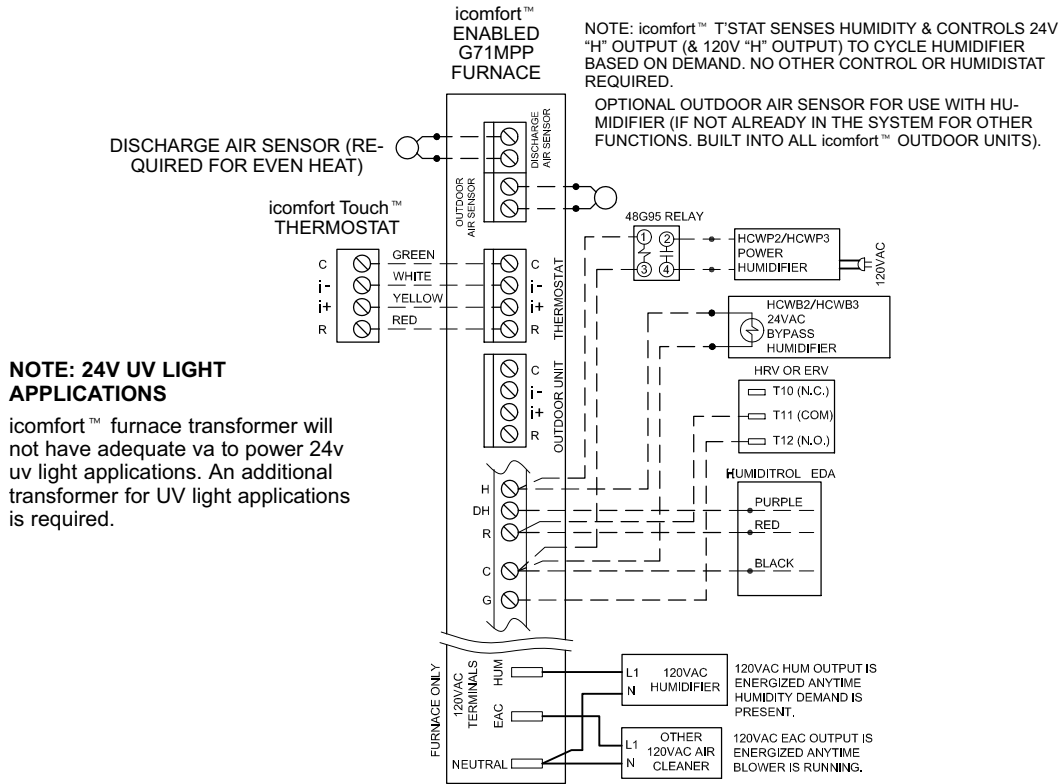 icomfort™
ENABLED
G71MPP
FURNACE
NOTE: icomfort™ T'STAT SENSES HUMIDITY & CONTROLS 24V
“H” OUTPUT (& 120V “H” OUTPUT) TO CYCLE HUMIDIFIER
BASED ON DEMAND. NO OTHER CONTROL OR HUMIDISTAT
REQUIRED.
OPTIONAL OUTDOOR AIR SENSOR FOR USE WITH HU-
MIDIFIER (IF NOT ALREADY IN THE SYSTEM FOR OTHER
FUNCTIONS. BUILT INTO ALL icomfort™ OUTDOOR UNITS).
DISCHARGE AIR SENSOR (RE-
QUIRED FOR EVEN HEAT)
DISCHARGE
AIR SENSOR
OUTDOOR
AIR SENSOR
icomfort Touch™
THERMOSTAT
C
i-
i+
R
GREEN
WHITE
YELLOW
RED
C
i-
i+
R
THERMOSTAT
C
i-
i+
R
OUTDOOR UNIT
48G95 RELAY
1 2
3 4
HCWP2/HCWP3
POWER
HUMIDIFIER
120VAC
HCWB2/HCWB3
24VAC
BYPASS
HUMIDIFIER
HRV OR ERV
T10 (N.C.)
T11 (COM)
T12 (N.O.)
HUMIDITROL EDA
PURPLE
RED
BLACK
NOTE: 24V UV LIGHT
APPLICATIONS
icomfort™ furnace transformer will
not have adequate va to power 24v
uv light applications. An additional
transformer for UV light applications
is required.
H
DH
R
C
G
FURNACE ONLY
120VAC
TERMINALS
HUM
EAC
NEUTRAL
L1
N
120VAC
HUMIDIFIER
120VAC HUM OUTPUT IS
ENERGIZED ANYTIME
HUMIDITY DEMAND IS
PRESENT.
L1
N
OTHER
120VAC AIR
CLEANER
120VAC EAC OUTPUT IS
ENERGIZED ANYTIME
BLOWER IS RUNNING.